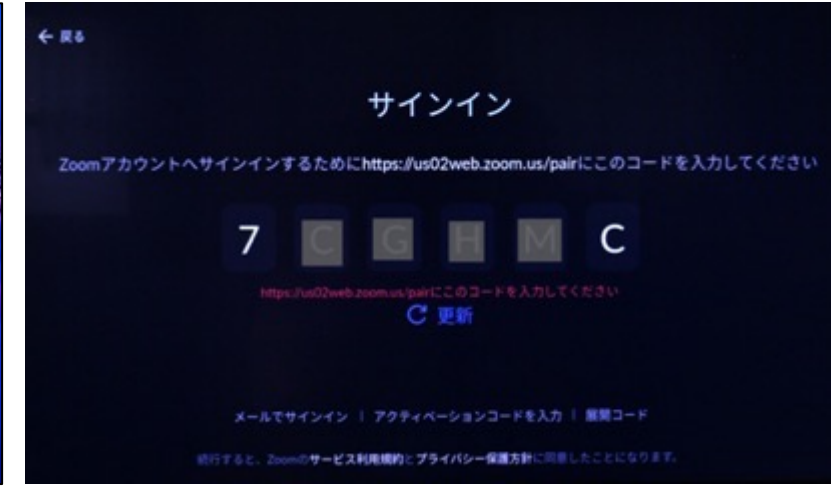 ← 戻る
サインイン
Zoomアカウントへサインインするためにhttps://us02web.zoom.us/pairにこのコードを入力してください
7 C G H M C
https://us02web.zoom.us/pairにこのコードを入力してください
更新
メールでサインイン | アクティベーションコードを入力 | 展開コード
続行すると、Zoomのサービス利用規約とプライバシー保護方針に同意したことになります。